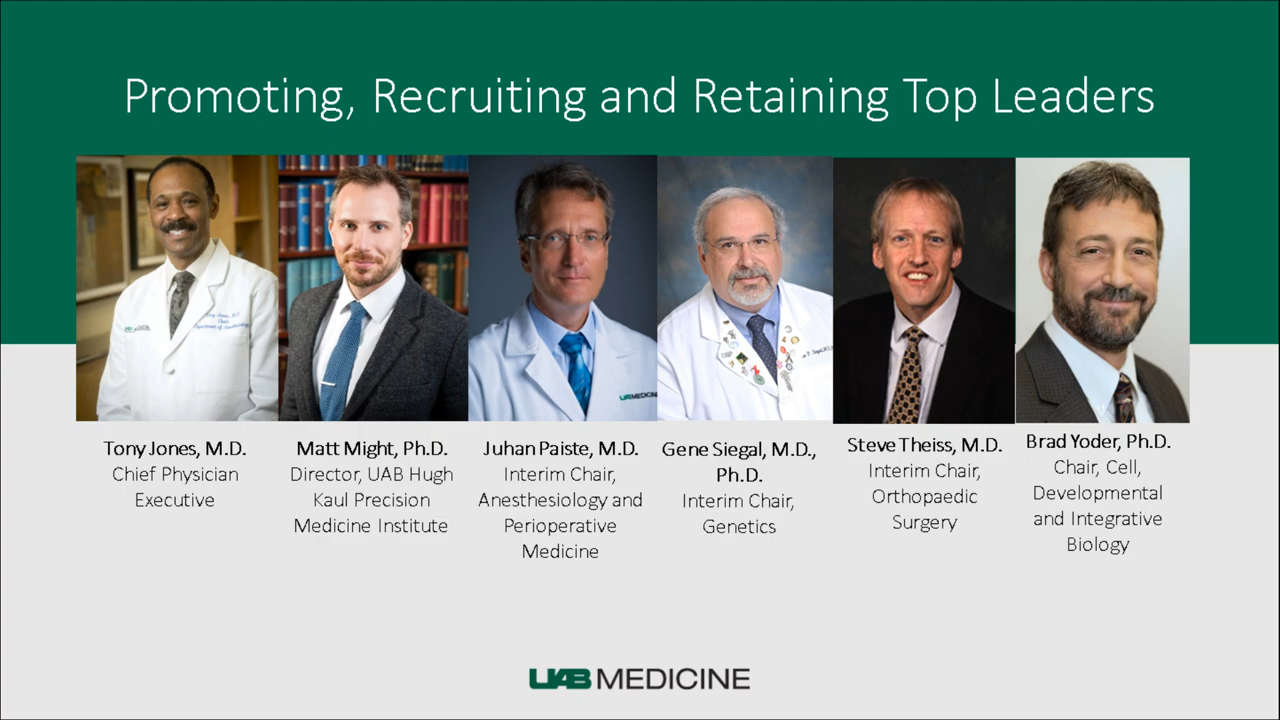 Promoting, Recruiting and Retaining Top Leaders
Tony Jones, M.D.
Chief Physician
Executive
Matt Might, Ph.D.
Director, UAB Hugh
Kaul Precision
Medicine Institute
Juhan Paiste, M.D.
Interim Chair,
Anesthesiology and
Perioperative
Medicine
Gene Siegal, M.D.,
Ph.D.
Interim Chair,
Genetics
Steve Theiss, M.D.
Interim Chair,
Orthopaedic
Surgery
Brad Yoder, Ph.D.
Chair, Cell,
Developmental
and Integrative
Biology
UAB MEDICINE